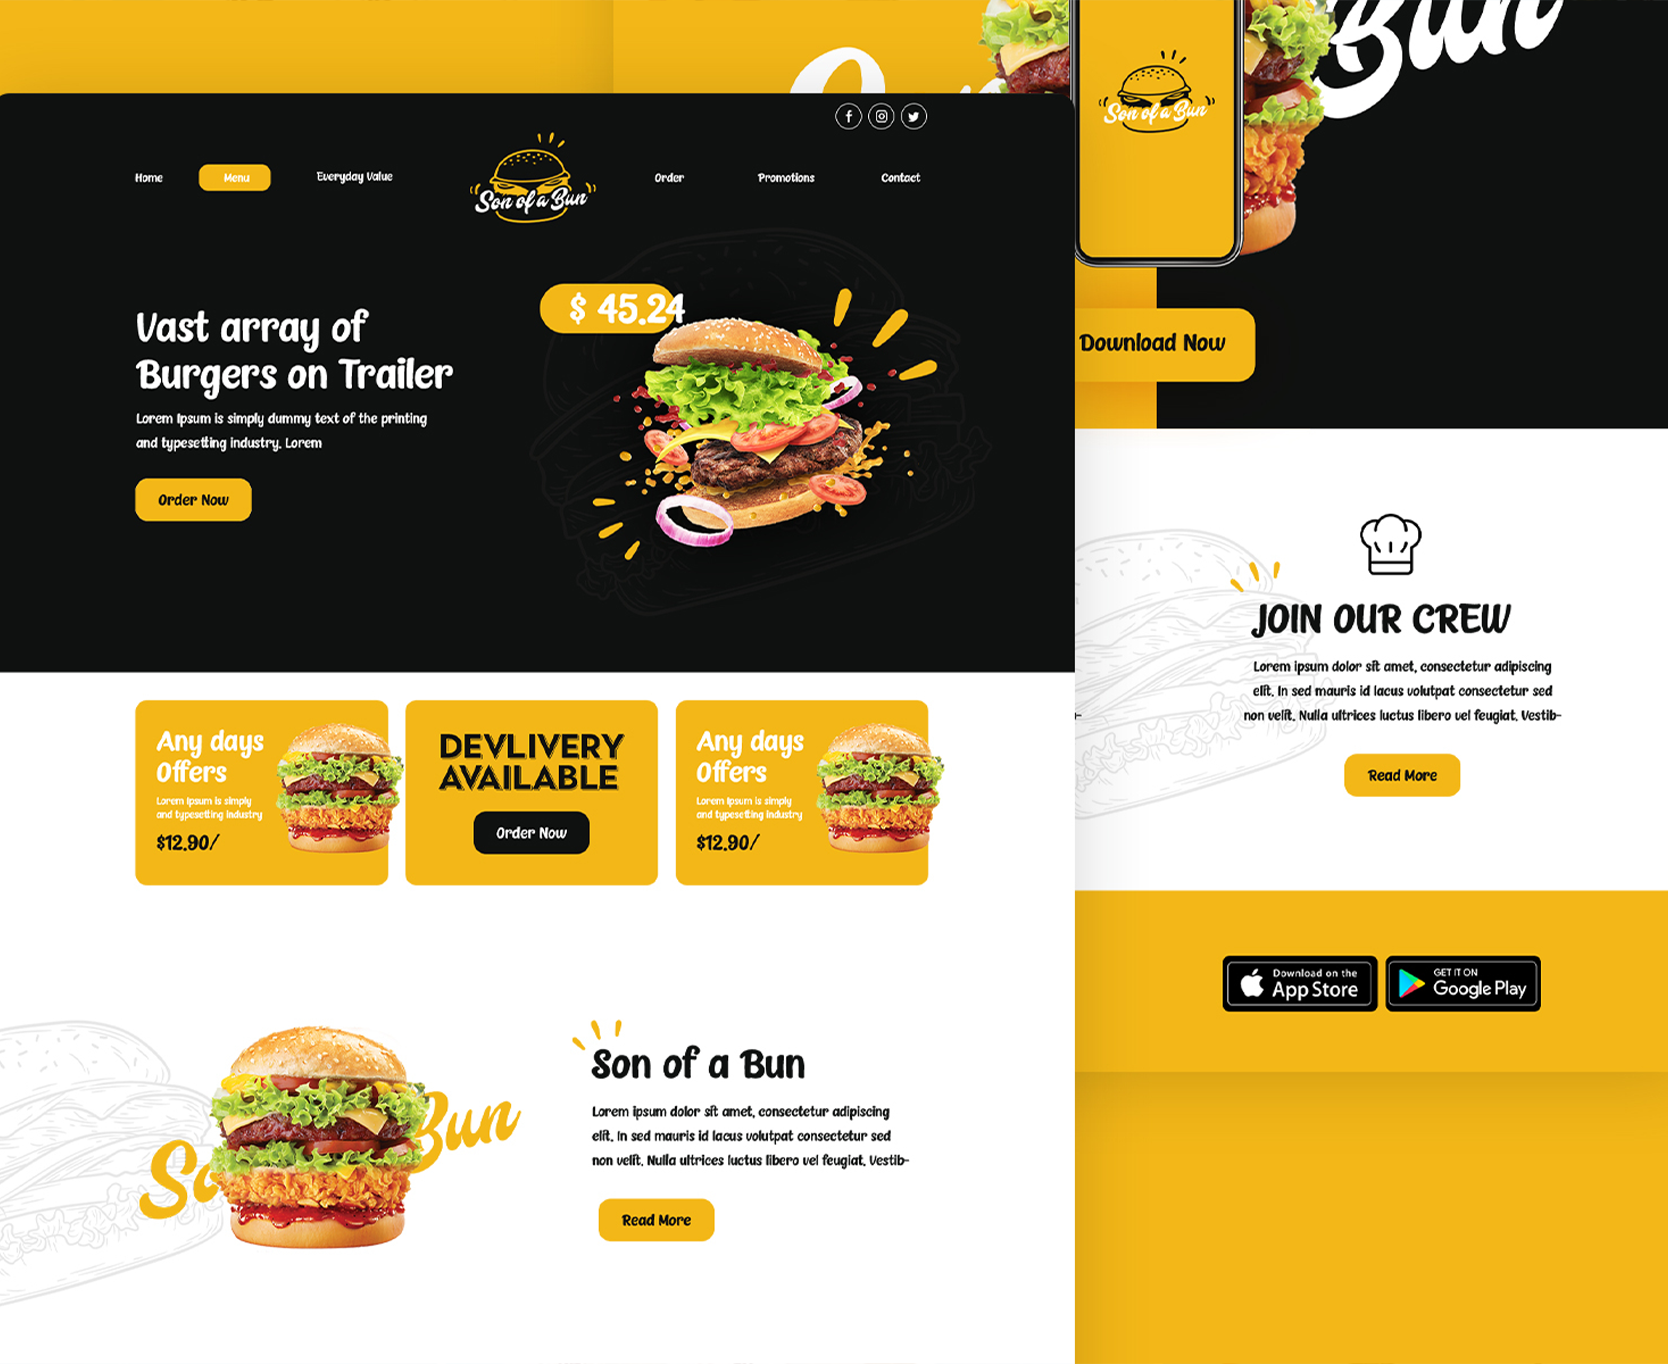 Home
Menu
Everyday Value
Son of a Bun
Order
Promotions
Contact
$ 45.24
Vast array of
Burgers on Trailer
Lorem Ipsum is simply dummy text of the printing
and typesetting industry. Lorem
Order Now
Any days
Offers
Lorem Ipsum is simply
and typesetting industry
$12.90/
DEVLIVERY
AVAILABLE
Order Now
Any days
Offers
Lorem Ipsum is simply
and typesetting industry
$12.90/
So
Bun
Son of a Bun
Lorem ipsum dolor sit amet, consectetur adipiscing
elit. In sed mauris id lacus volutpat consectetur sed
non velit. Nulla ultrices luctus libero vel feugiat. Vestib-
Read More
Bun
Son of a Bun
Download Now
JOIN OUR CREW
Lorem ipsum dolor sit amet, consectetur adipiscing
elit. In sed mauris id lacus volutpat consectetur sed
non velit. Nulla ultrices luctus libero vel feugiat. Vestib-
Read More
Download on the
App Store
GET IT ON
Google Play